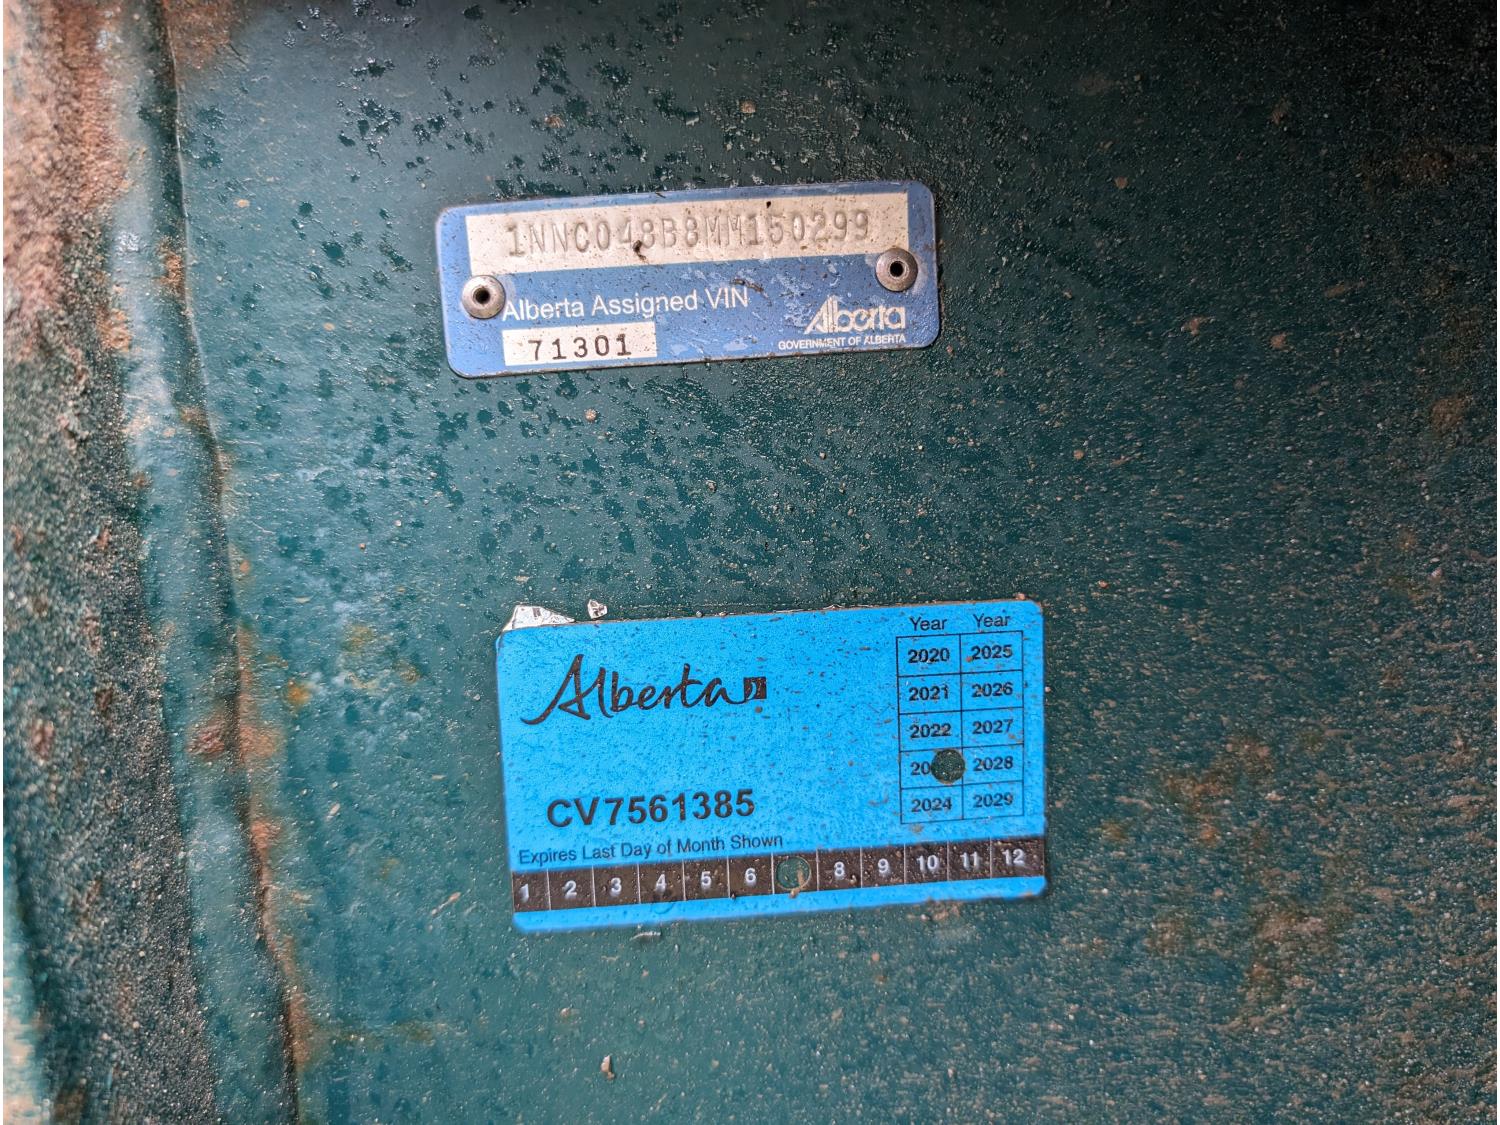 1NNC048B8MM150299
Alberta Assigned VIN
71301
Alberta
GOVERNMENT OF ALBERTA
Year Year
2020 2025
2021 2026
2022 2027
20 2028
2024 2029
Alberta
CV7561385
Expires Last Day of Month Shown
1 2 3 4 5 6 8 9 10 11 12